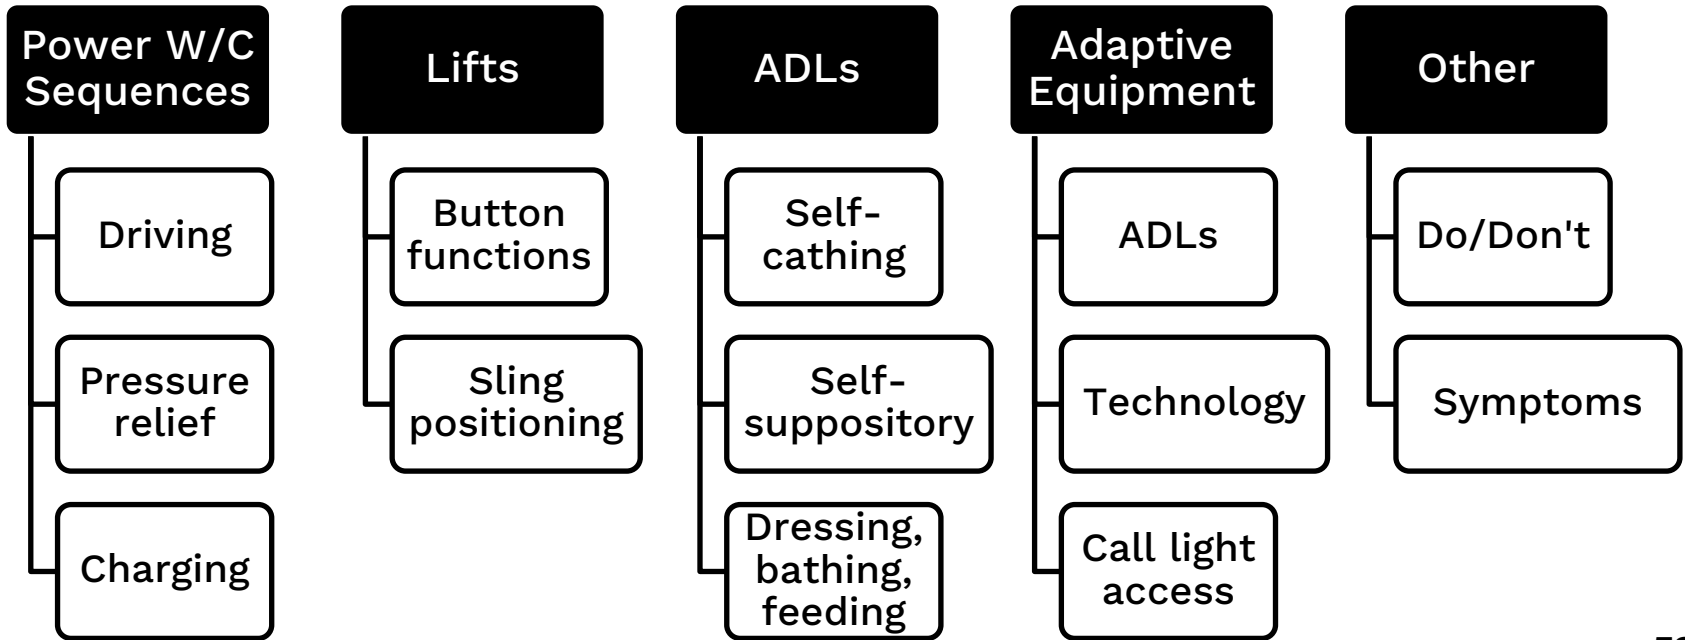 Power W/C
Sequences
Driving
Pressure
relief
Charging
Lifts
Button
functions
Sling
positioning
ADLs
Self-
cathing
Self-
suppository
Dressing,
bathing,
feeding
Adaptive
Equipment
ADLs
Technology
Call light
access
Other
Do/Don't
Symptoms